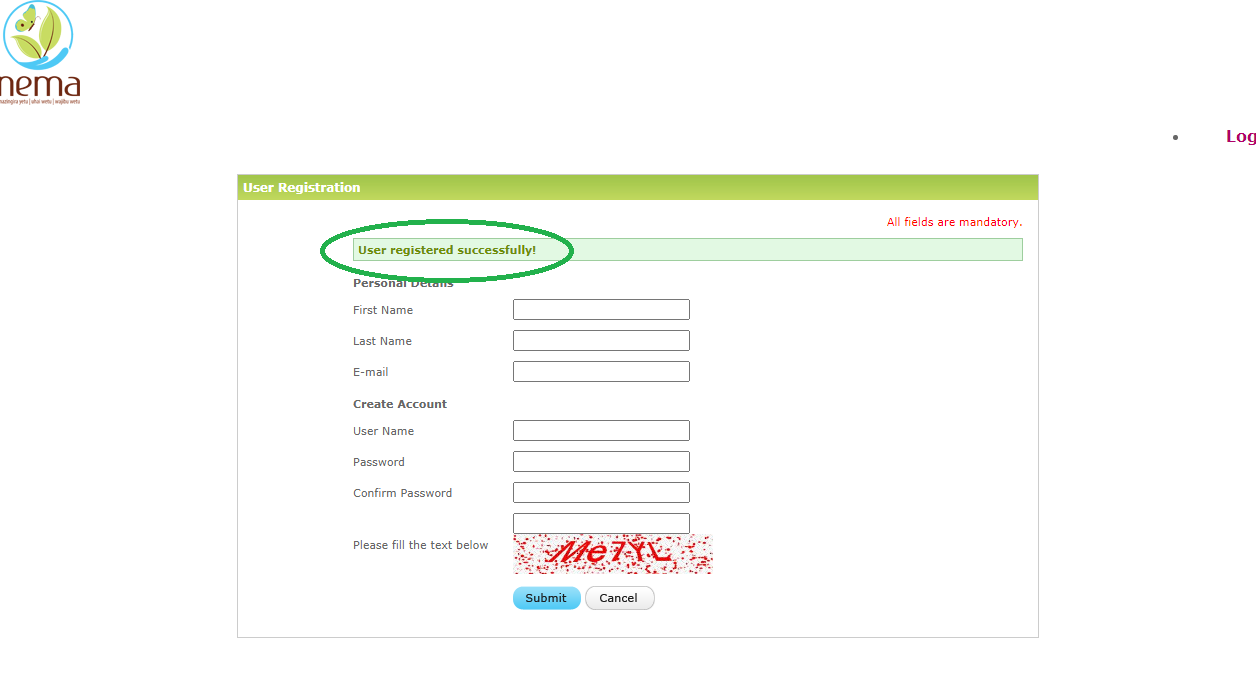 nema
mazingira yetu | uhai wetu | wajibu wetu
Log
User Registration
All fields are mandatory.
User registered successfully!
Personal Details
First Name
Last Name
E-mail
Create Account
User Name
Password
Confirm Password
Please fill the text below
Submit Cancel